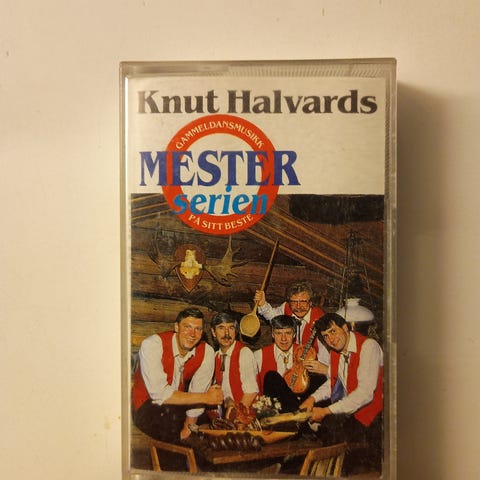 Knut Halvards
GAMMELDANSMUSIKK
MESTER
serien
PÅ SITT BESTE